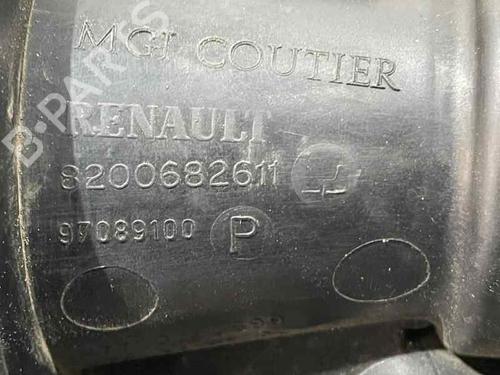 MGI COUTIER
RENAULT
8200682611
97089100 P
B-PARTS